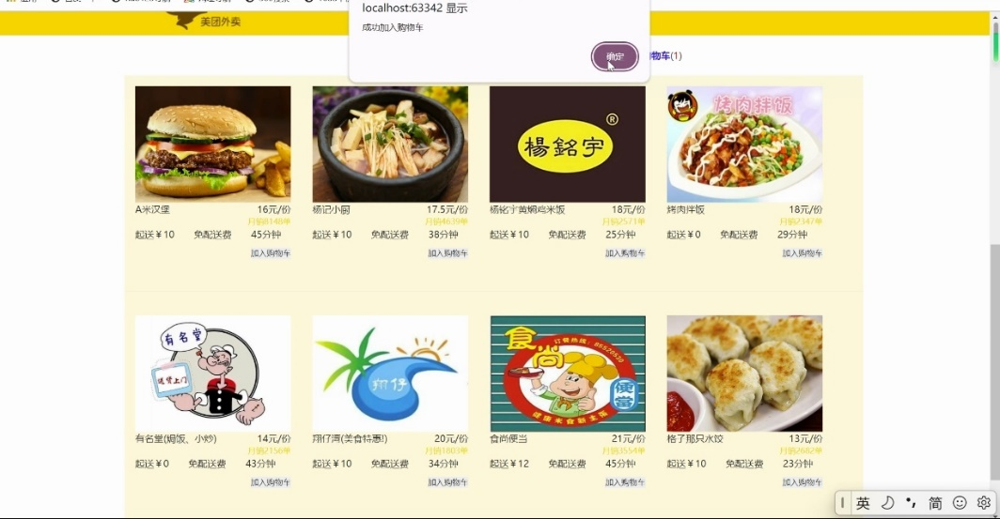 美团外卖
localhost:63342 显示
成功加入购物车
确定
物车(1)
楊銘宇
®
烤肉拌饭
A米汉堡 16元/份
月销8148单
起送￥10 免配送费 45分钟
加入购物车
杨记小厨 17.5元/份
月销4639单
起送￥10 免配送费 38分钟
加入购物车
杨铭宇黄焖鸡米饭 18元/份
月销2571单
起送￥10 免配送费 25分钟
加入购物车
烤肉拌饭 18元/份
月销2347单
起送￥0 免配送费 29分钟
加入购物车
有名堂
送货上门
翔仔
食尚
订餐热线:86520530
便當
健康米食新主饭
有名堂(焗饭、小炒) 14元/份
月销2156单
起送￥0 免配送费 43分钟
加入购物车
翔仔湾(美食特惠!) 20元/份
月销1803单
起送￥10 免配送费 34分钟
加入购物车
食尚便当 21元/份
月销3554单
起送￥12 免配送费 45分钟
加入购物车
格子那只水饺 13元/份
月销2682单
起送￥10 免配送费 23分钟
加入购物车
英 简